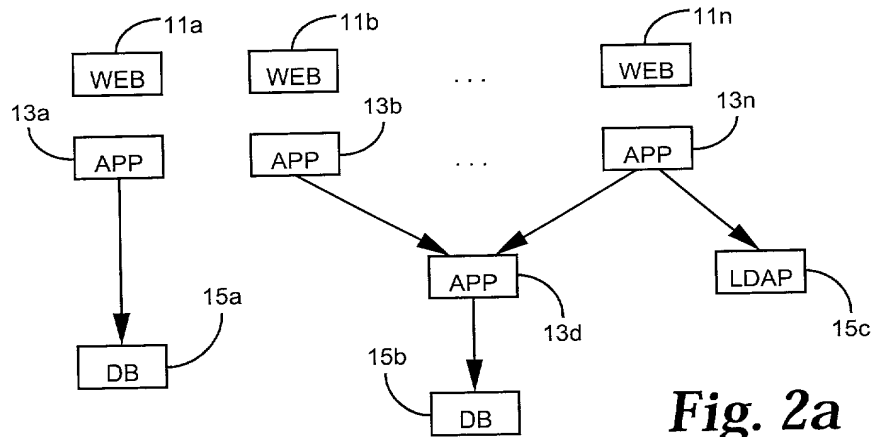 11a 11b 11n
WEB WEB ... WEB
13a 13b 13n
APP APP ... APP
APP LDAP
15a 13d 15c
DB 15b
DB
Fig. 2a